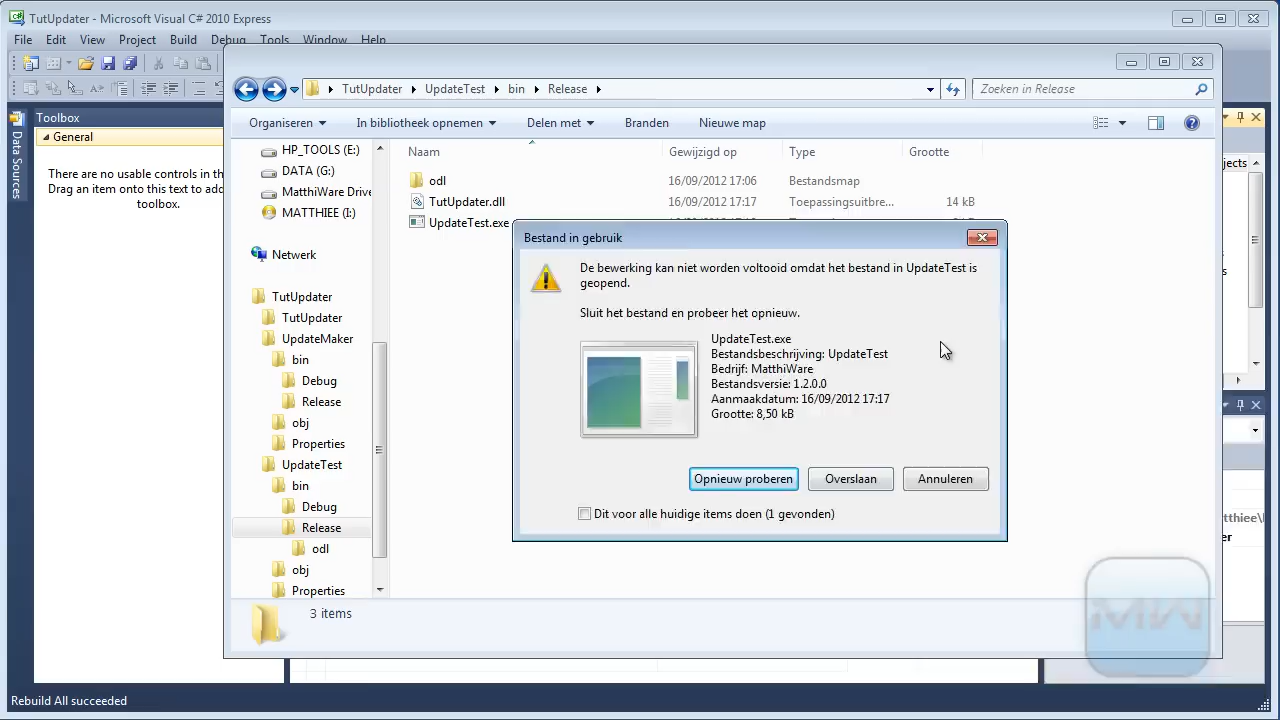 TutUpdater - Microsoft Visual C# 2010 Express
File Edit View Project Build Debug Tools Window Help
Toolbox
General
There are no usable controls in th
Drag an item onto this text to add
toolbox.
Data Sources
TutUpdater UpdateTest bin Release
Zoeken in Release
Organiseren In bibliotheek opnemen Delen met Branden Nieuwe map
HP_TOOLS (E:)
DATA (G:)
MatthiWare Drive
MATTHIEE (I:)
Netwerk
TutUpdater
TutUpdater
UpdateMaker
bin
Debug
Release
obj
Properties
UpdateTest
bin
Debug
Release
odl
obj
Properties
Naam Gewijzigd op Type Grootte
odl 16/09/2012 17:06 Bestandsmap
TutUpdater.dll 16/09/2012 17:17 Toepassingsuitbre... 14 kB
UpdateTest.exe
Bestand in gebruik
De bewerking kan niet worden voltooid omdat het bestand in UpdateTest is
geopend.
Sluit het bestand en probeer het opnieuw.
UpdateTest.exe
Bestandsbeschrijving: UpdateTest
Bedrijf: MatthiWare
Bestandsversie: 1.2.0.0
Aanmaakdatum: 16/09/2012 17:17
Grootte: 8,50 kB
Opnieuw proberen Overslaan Annuleren
Dit voor alle huidige items doen (1 gevonden)
3 items
MW
Rebuild All succeeded